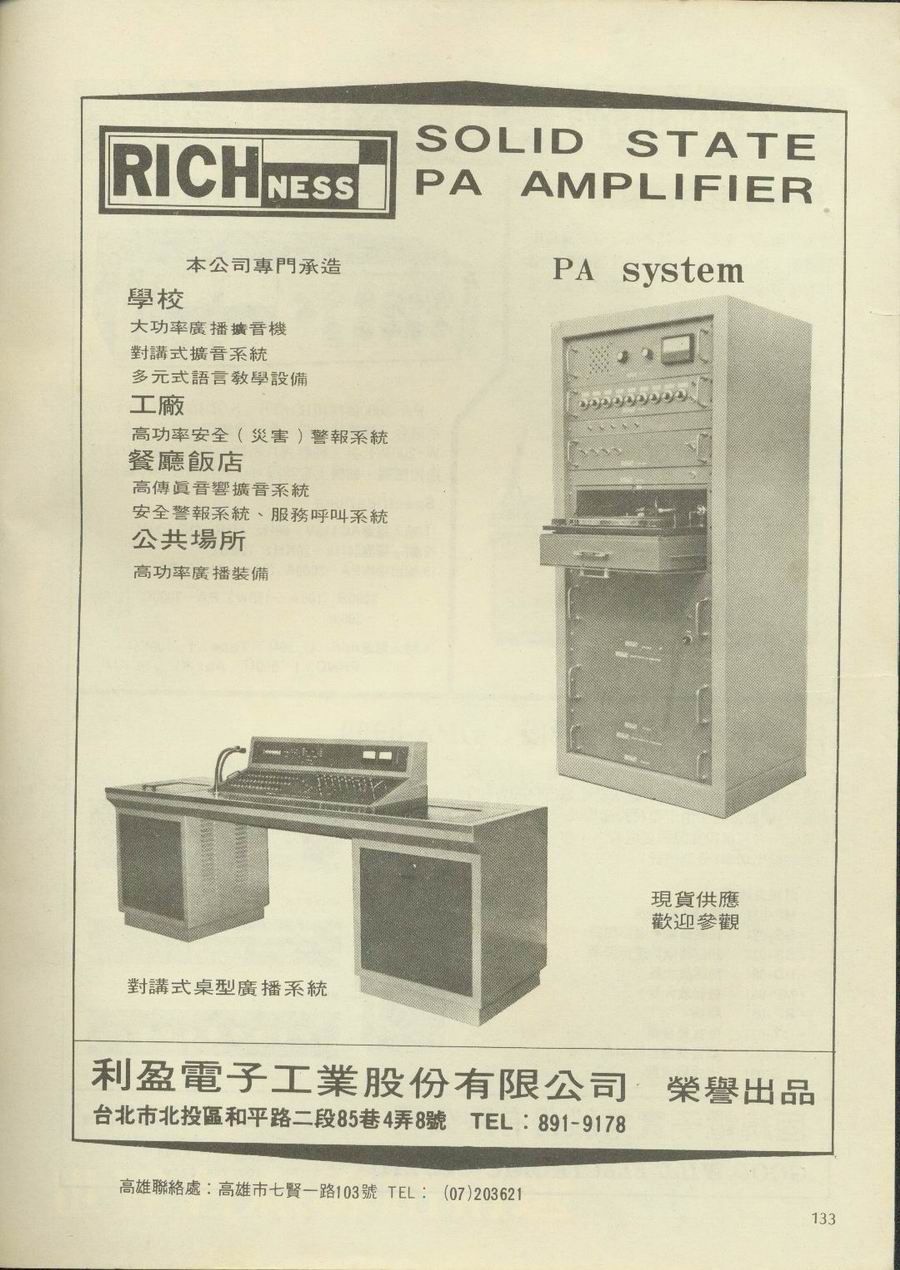 RICHNESS
SOLID STATE
PA AMPLIFIER
本公司專門承造
學校
大功率廣播擴音機
對講式擴音系統
多元式語言教學設備
工廠
高功率安全（災害）警報系統
餐廳飯店
高傳眞音響擴音系統
安全警報系統、服務呼叫系統
公共場所
高功率廣播裝備
PA system
現貨供應
歡迎參觀
對講式桌型廣播系統
利盈電子工業股份有限公司 榮譽出品
台北市北投區和平路二段85巷4弄8號 TEL：891-9178
高雄聯絡處：高雄市七賢一路103號 TEL：(07)203621
133